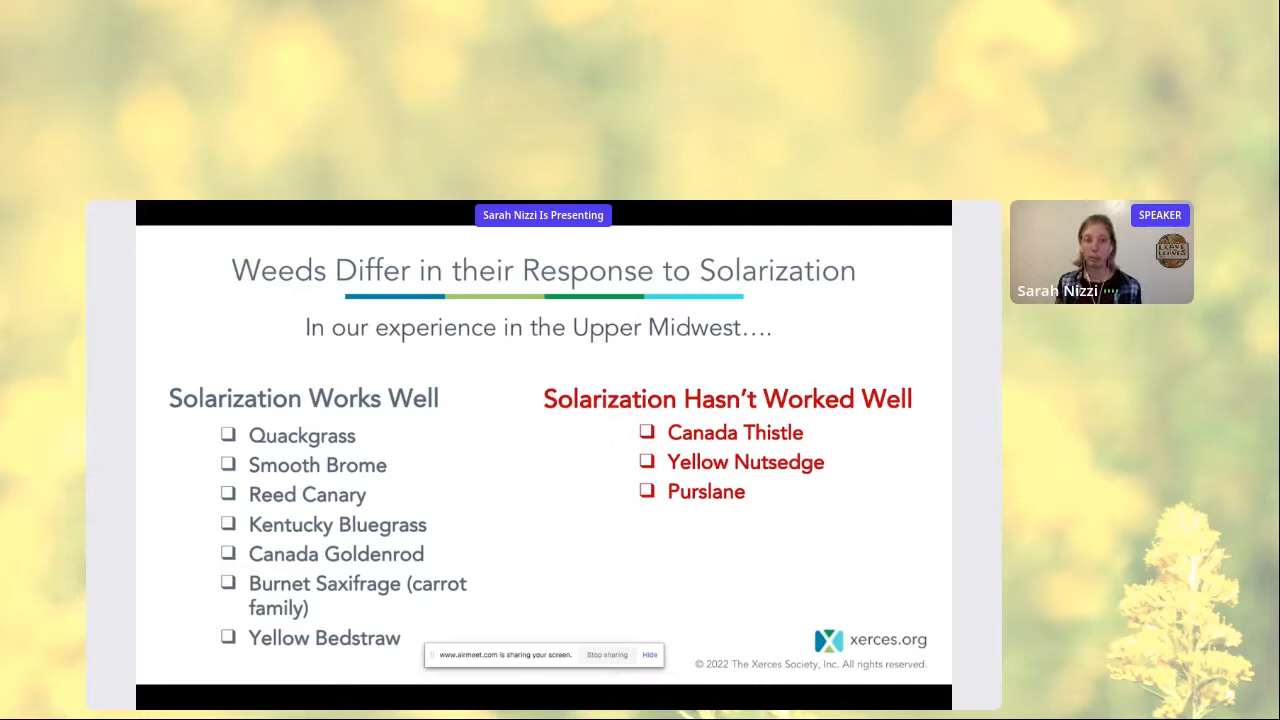 Sarah Nizzi Is Presenting
SPEAKER
LEAVE
LEAVES
Sarah Nizzi
Weeds Differ in their Response to Solarization
In our experience in the Upper Midwest….
Solarization Works Well
Quackgrass
Smooth Brome
Reed Canary
Kentucky Bluegrass
Canada Goldenrod
Burnet Saxifrage (carrot
family)
Yellow Bedstraw
Solarization Hasn’t Worked Well
Canada Thistle
Yellow Nutsedge
Purslane
www.airmeet.com is sharing your screen.
Stop sharing
Hide
xerces.org
© 2022 The Xerces Society, Inc. All rights reserved.